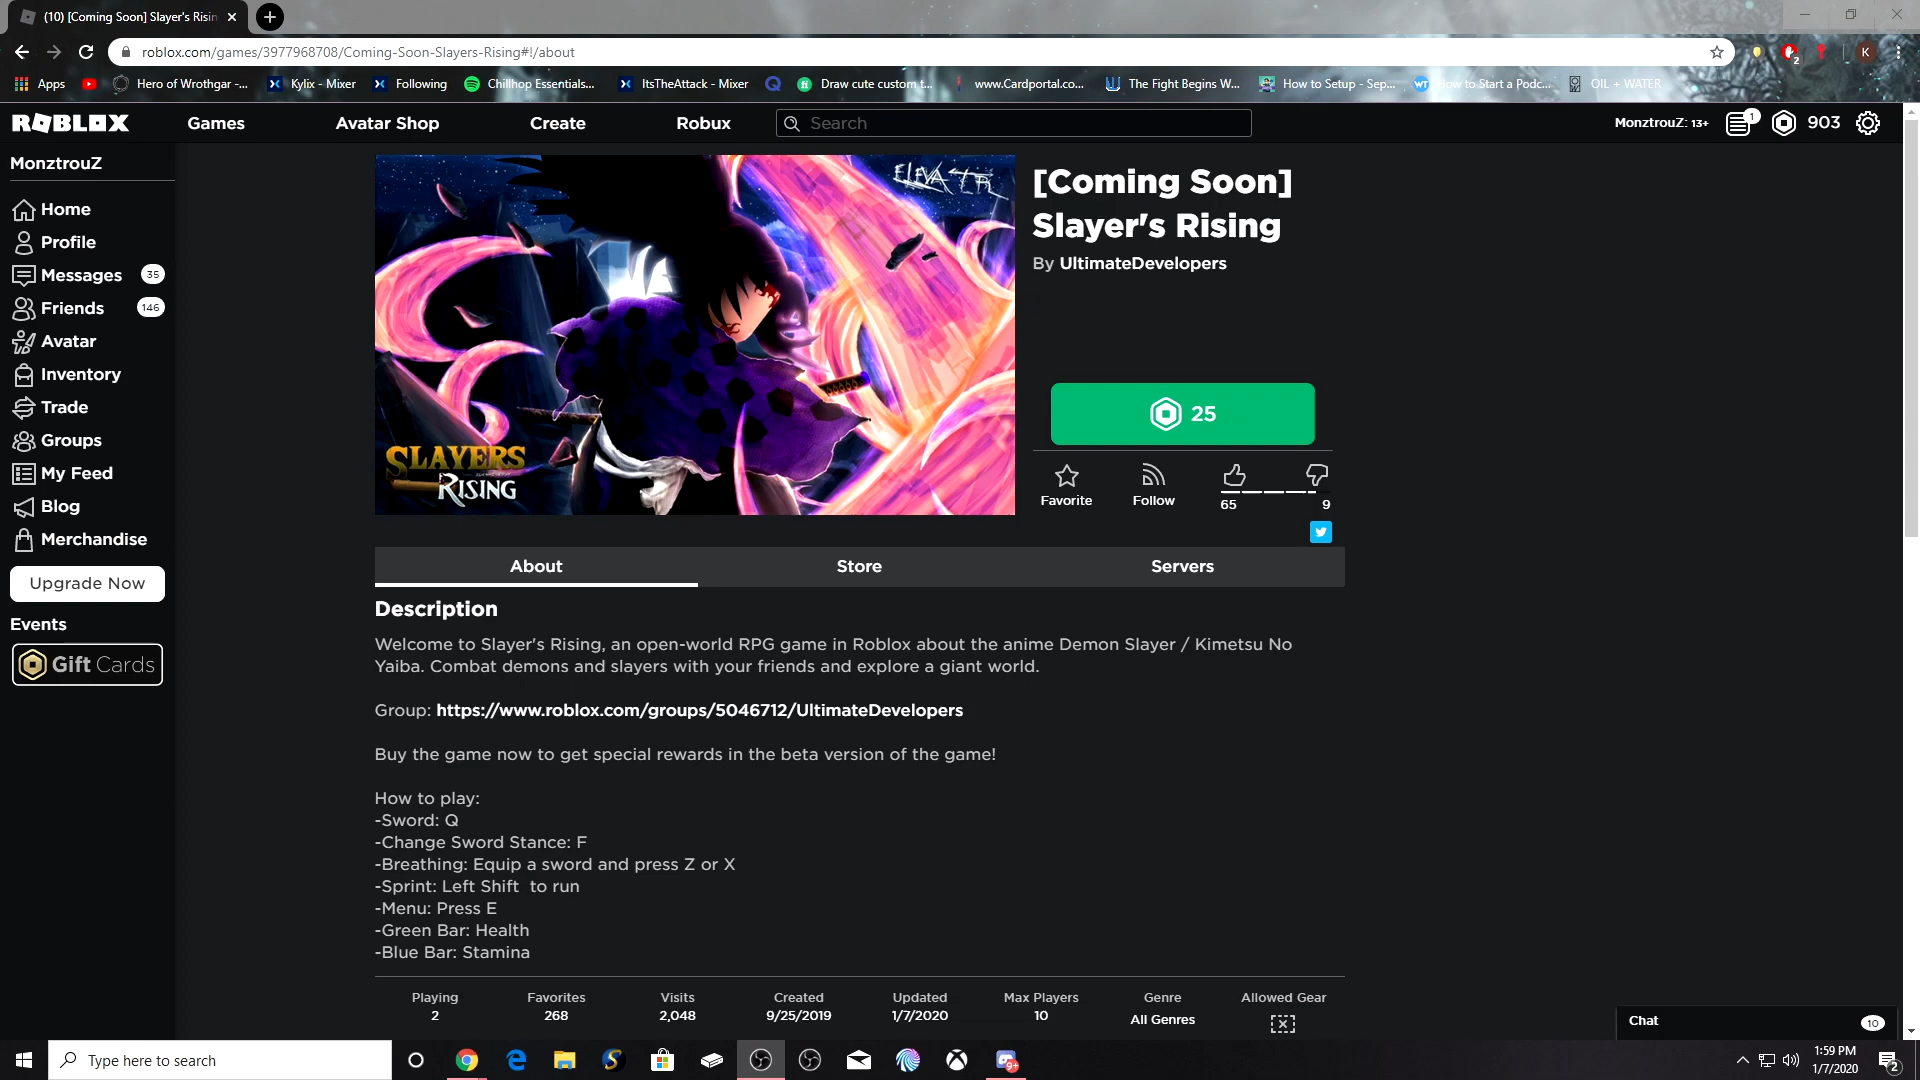 (10) [Coming Soon] Slayer's Risin
roblox.com/games/3977968708/Coming-Soon-Slayers-Rising#!/about
2
K
Apps
Hero of Wrothgar -...
Kylix - Mixer
Following
Chillhop Essentials...
ItsTheAttack - Mixer
Draw cute custom t...
www.Cardportal.co...
The Fight Begins W...
How to Setup - Sep...
How to Start a Podc...
OIL + WATER
ROBLOX
Games
Avatar Shop
Create
Robux
Search
MonztrouZ: 13+
1
903
MonztrouZ
Home
Profile
Messages 35
Friends 146
Avatar
Inventory
Trade
Groups
My Feed
Blog
Merchandise
Upgrade Now
Events
Gift Cards
SLAYERS
RISING
[Coming Soon]
Slayer's Rising
By UltimateDevelopers
25
Favorite
Follow
65
9
About
Store
Servers
Description
Welcome to Slayer's Rising, an open-world RPG game in Roblox about the anime Demon Slayer / Kimetsu No
Yaiba. Combat demons and slayers with your friends and explore a giant world.
Group: https://www.roblox.com/groups/5046712/UltimateDevelopers
Buy the game now to get special rewards in the beta version of the game!
How to play:
-Sword: Q
-Change Sword Stance: F
-Breathing: Equip a sword and press Z or X
-Sprint: Left Shift  to run
-Menu: Press E
-Green Bar: Health
-Blue Bar: Stamina
Playing
2
Favorites
268
Visits
2,048
Created
9/25/2019
Updated
1/7/2020
Max Players
10
Genre
All Genres
Allowed Gear
Chat
10
Type here to search
9+
1:59 PM
1/7/2020
2